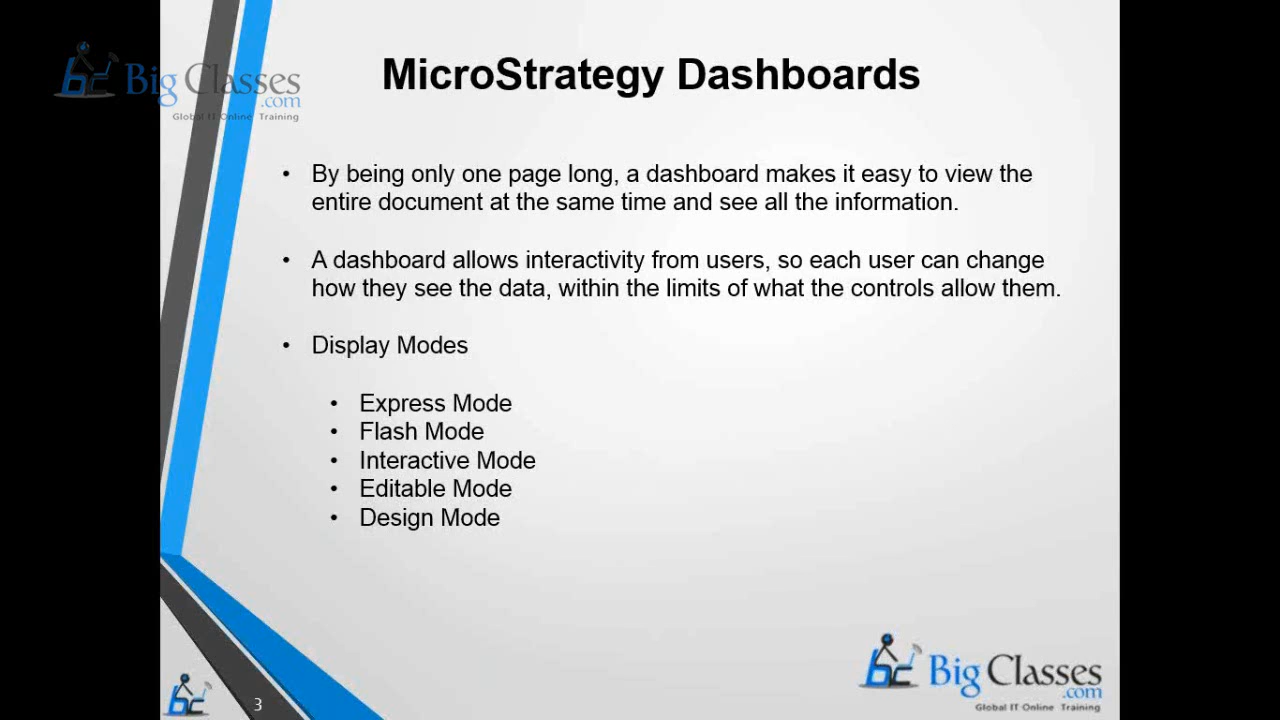 Big Classes
.com
Global IT Online Training
MicroStrategy Dashboards
• By being only one page long, a dashboard makes it easy to view the
entire document at the same time and see all the information.
• A dashboard allows interactivity from users, so each user can change
how they see the data, within the limits of what the controls allow them.
• Display Modes
• Express Mode
• Flash Mode
• Interactive Mode
• Editable Mode
• Design Mode
bc
3
Big Classes
.com
Global IT Online Training